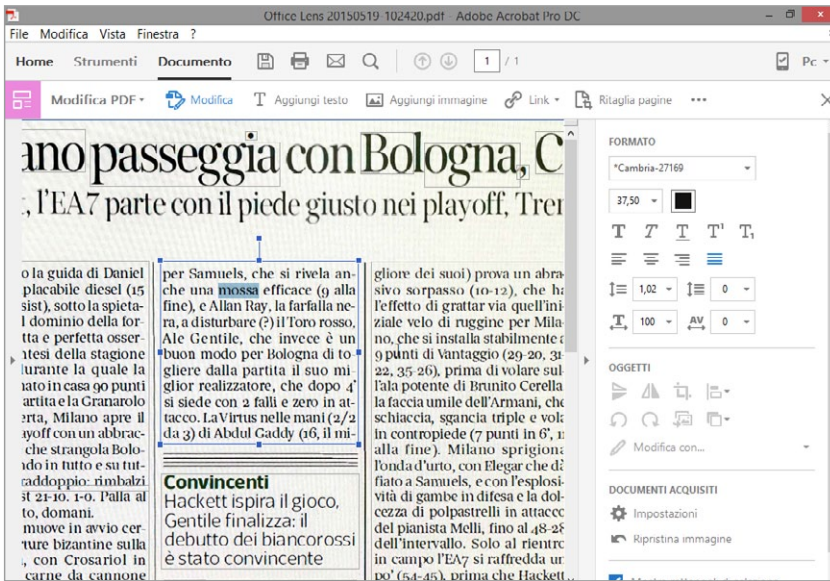 Office Lens 20150519-102420.pdf - Adobe Acrobat Pro DC
File Modifica Vista Finestra ?
Home Strumenti Documento 1 / 1 Pc
Modifica PDF Modifica Aggiungi testo Aggiungi immagine Link Ritaglia pagine
ano passeggia con Bologna, C
, l'EA7 parte con il piede giusto nei playoff, Tren
o la guida di Daniel
placabile diesel (15
sist), sotto la spieta-
l dominio della for-
tta e perfetta osser-
ntesi della stagione
durante la quale la
nato in casa 90 punti
artita e la Granarolo
erta, Milano apre il
ayoff con un abbrac-
che strangola Bolo-
ndo in tutto e su tut-
raddoppio: rimbalzi
st 21-10. 1-0. Palla al
to, domani.
muove in avvio cer-
ture bizantine sulla
, con Crosariol in
carne da cannone
per Samuels, che si rivela an-
che una mossa efficace (9 alla
fine), e Allan Ray, la farfalla ne-
ra, a disturbare (?) il Toro rosso,
Ale Gentile, che invece è un
buon modo per Bologna di to-
gliere dalla partita il suo mi-
glior realizzatore, che dopo 4'
si siede con 2 falli e zero in at-
tacco. La Virtus nelle mani (2/2
da 3) di Abdul Gaddy (16, il mi-
Convincenti
Hackett ispira il gioco,
Gentile finalizza: il
debutto dei biancorossi
è stato convincente
gliore dei suoi) prova un abra-
sivo sorpasso (10-12), che ha
l'effetto di grattar via quell'ini-
ziale velo di ruggine per Mila-
no, che si installa stabilmente a
9 punti di Vantaggio (29-20, 31-
22, 35-26), prima di volare sul-
l'ala potente di Brunito Cerella
la faccia umile dell'Armani, che
schiaccia, sgancia triple e vola
in contropiede (7 punti in 6', 11
alla fine). Milano sprigiona
l'onda d'urto, con Elegar che dà
fiato a Samuels, e con l'esplosi-
vità di gambe in difesa e la dol-
cezza di polpastrelli in attacco
del pianista Melli, fino al 48-28
dell'intervallo. Solo al rientro
in campo l'EA7 si raffredda un
po' (54-45), prima che Hackett
FORMATO
*Cambria-27169
37,50
T T T T¹ T₁
1,02 0
100 AV 0
OGGETTI
Modifica con...
DOCUMENTI ACQUISITI
Impostazioni
Ripristina immagine